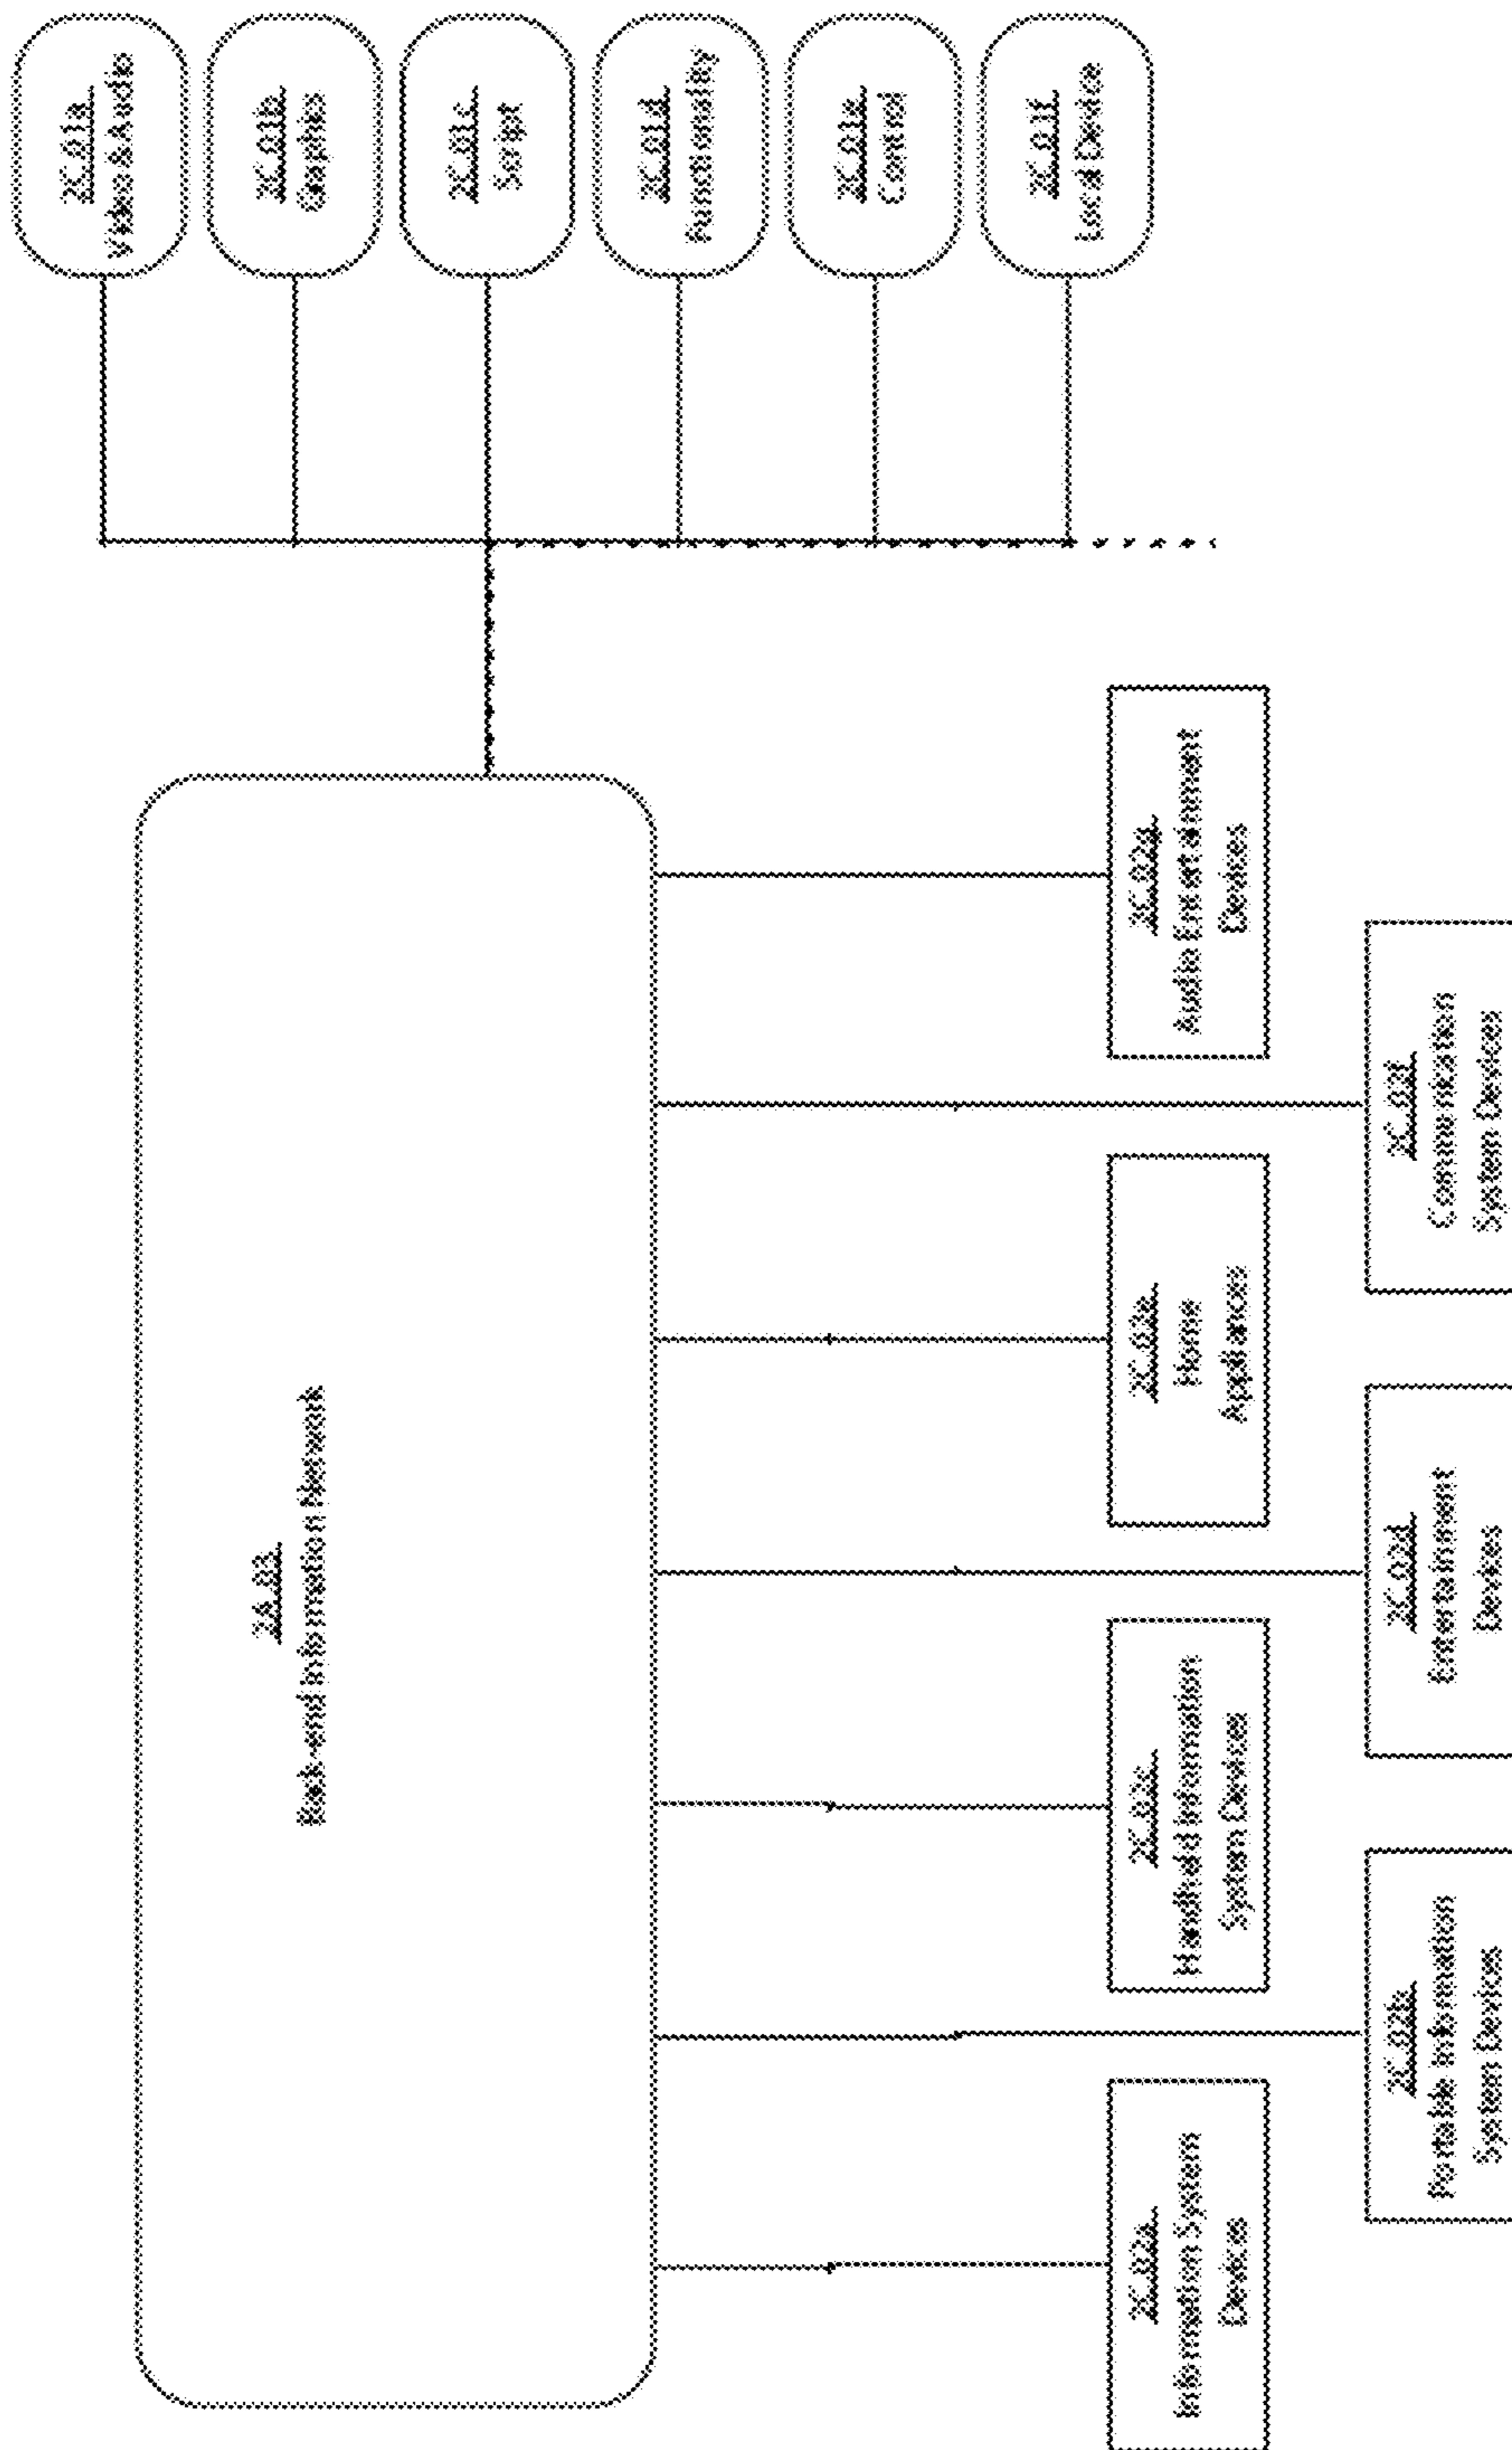 2C.01a
Video & Audio
2C.01b
Graphics
2C.01c
Script
2C.01d
Functionality
2C.01e
Control
2C.01f
Local Device
2A.03
Back-end Information Network
2C.02a
Information System
Devices
2C.02b
Portable Information
System Devices
2C.02c
Handheld Information
System Devices
2C.02d
Entertainment
Devices
2C.02e
Home
Appliances
2C.02f
Communication
System Devices
2C.02g
Audio Entertainment
Devices